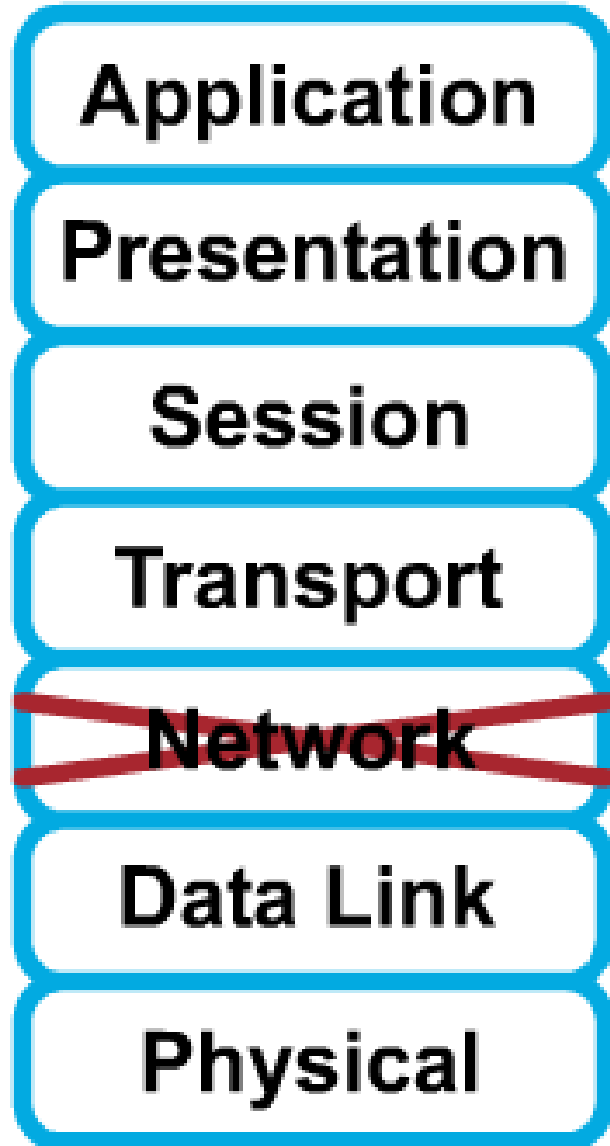 Application
Presentation
Session
Transport
Network
Data Link
Physical